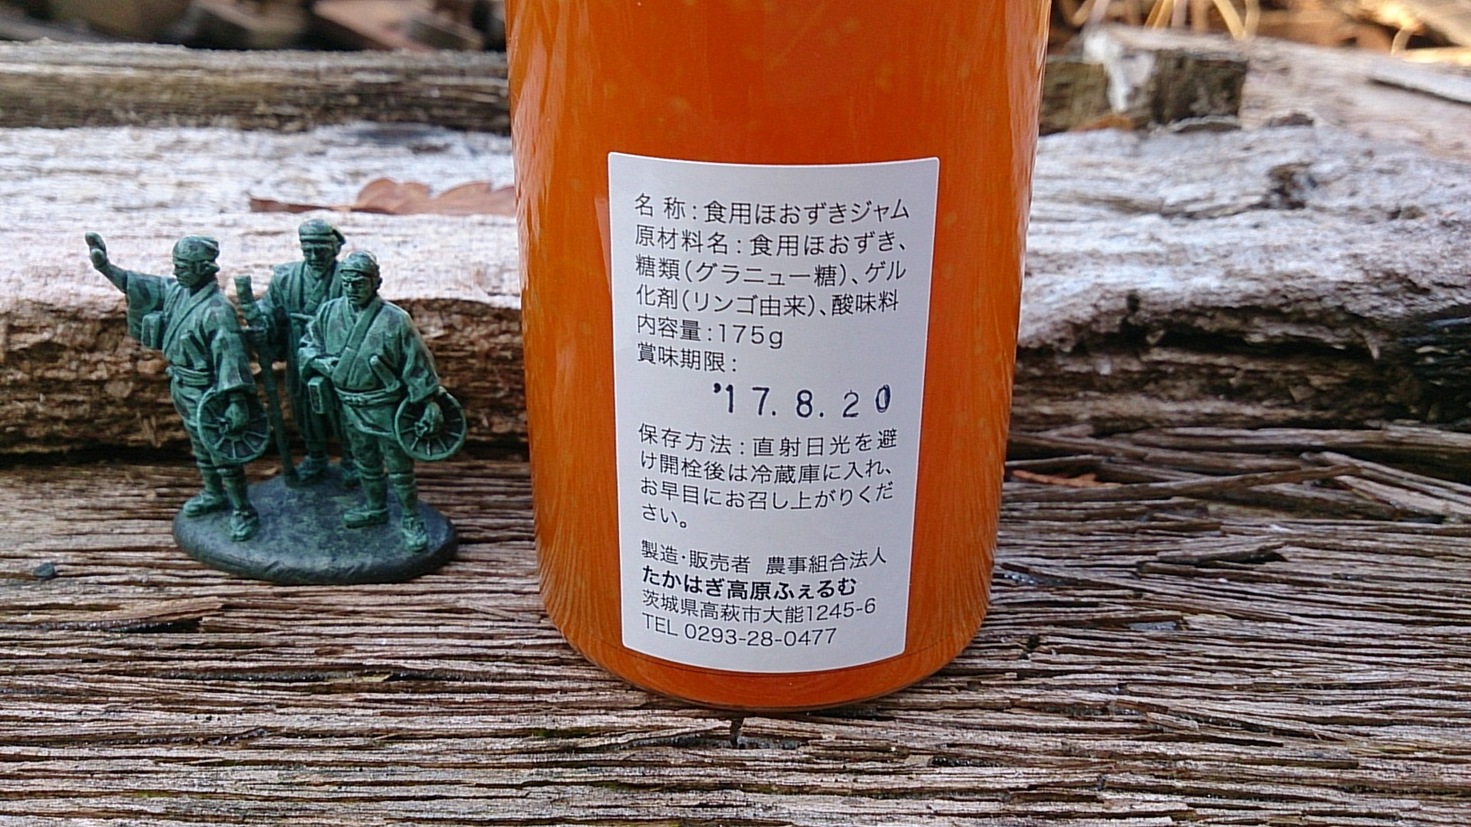 名 称：食用ほおずきジャム
原材料名：食用ほおずき、
糖類（グラニュー糖）、ゲル
化剤（リンゴ由来）、酸味料
内容量：175g
賞味期限：
'17. 8. 20
保存方法：直射日光を避
け開栓後は冷蔵庫に入れ、
お早目にお召し上がりくだ
さい。
製造・販売者 農事組合法人
たかはぎ高原ふぇるむ
茨城県高萩市大能1245-6
TEL 0293-28-0477